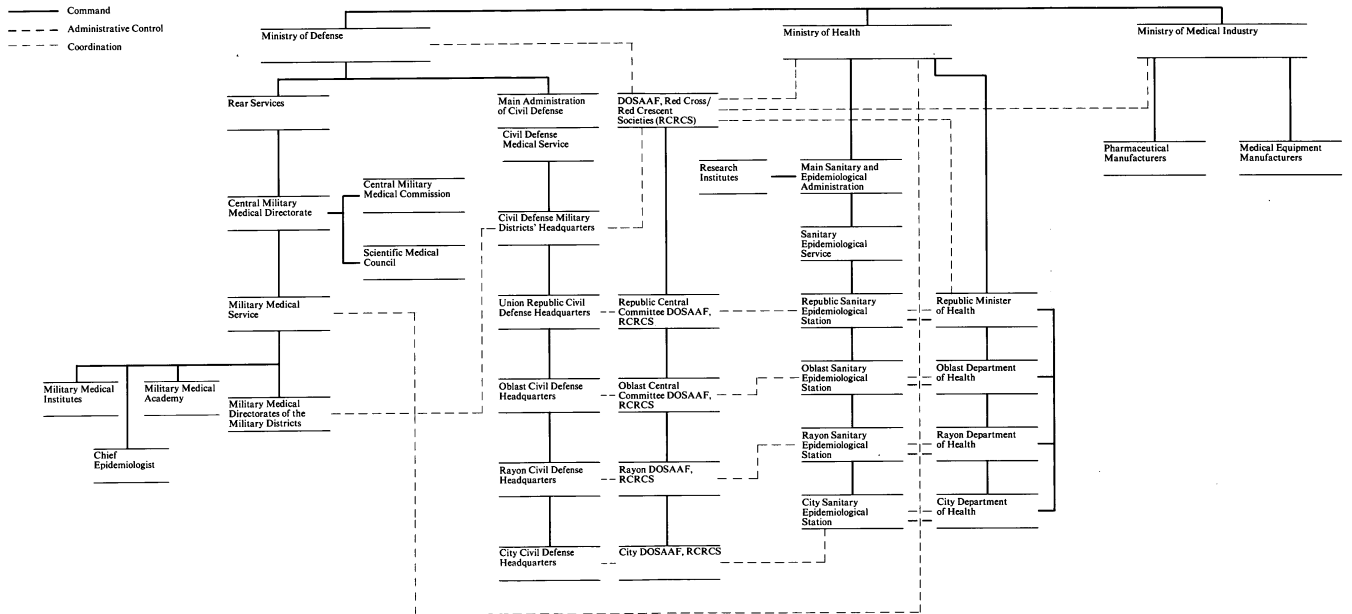 Command
Administrative Control
Coordination
Ministry of Defense
Ministry of Health
Ministry of Medical Industry
Rear Services
Main Administration
of Civil Defense
Civil Defense
Medical Service
DOSAAF, Red Cross/
Red Crescent
Societies (RCRCS)
Pharmaceutical
Manufacturers
Medical Equipment
Manufacturers
Research
Institutes
Main Sanitary and
Epidemiological
Administration
Central Military
Medical Directorate
Central Military
Medical Commission
Scientific Medical
Council
Civil Defense Military
Districts' Headquarters
Sanitary
Epidemiological
Service
Military Medical
Service
Union Republic Civil
Defense Headquarters
Republic Central
Committee DOSAAF,
RCRCS
Republic Sanitary
Epidemiological
Station
Republic Minister
of Health
Military Medical
Institutes
Military Medical
Academy
Military Medical
Directorates of the
Military Districts
Chief
Epidemiologist
Oblast Civil Defense
Headquarters
Oblast Central
Committee DOSAAF,
RCRCS
Oblast Sanitary
Epidemiological
Station
Oblast Department
of Health
Rayon Civil Defense
Headquarters
Rayon DOSAAF,
RCRCS
Rayon Sanitary
Epidemiological
Station
Rayon Department
of Health
City Civil Defense
Headquarters
City DOSAAF, RCRCS
City Sanitary
Epidemiological
Station
City Department
of Health